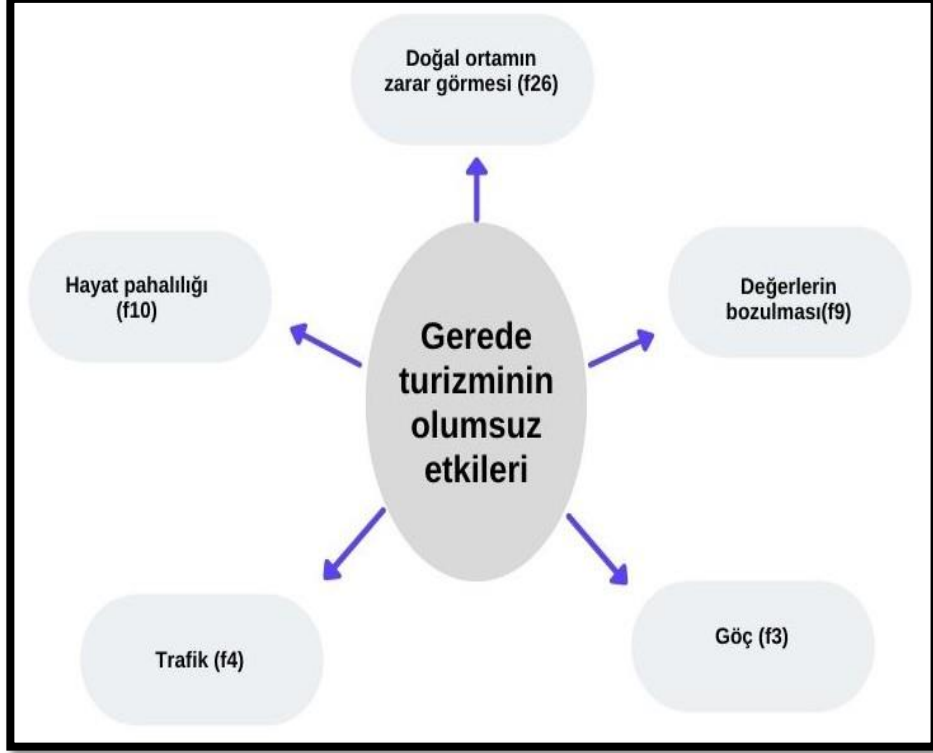 Doğal ortamın
zarar görmesi (f26)
Hayat pahalılığı
(f10)
Değerlerin
bozulması(f9)
Gerede
turizminin
olumsuz
etkileri
Trafik (f4)
Göç (f3)